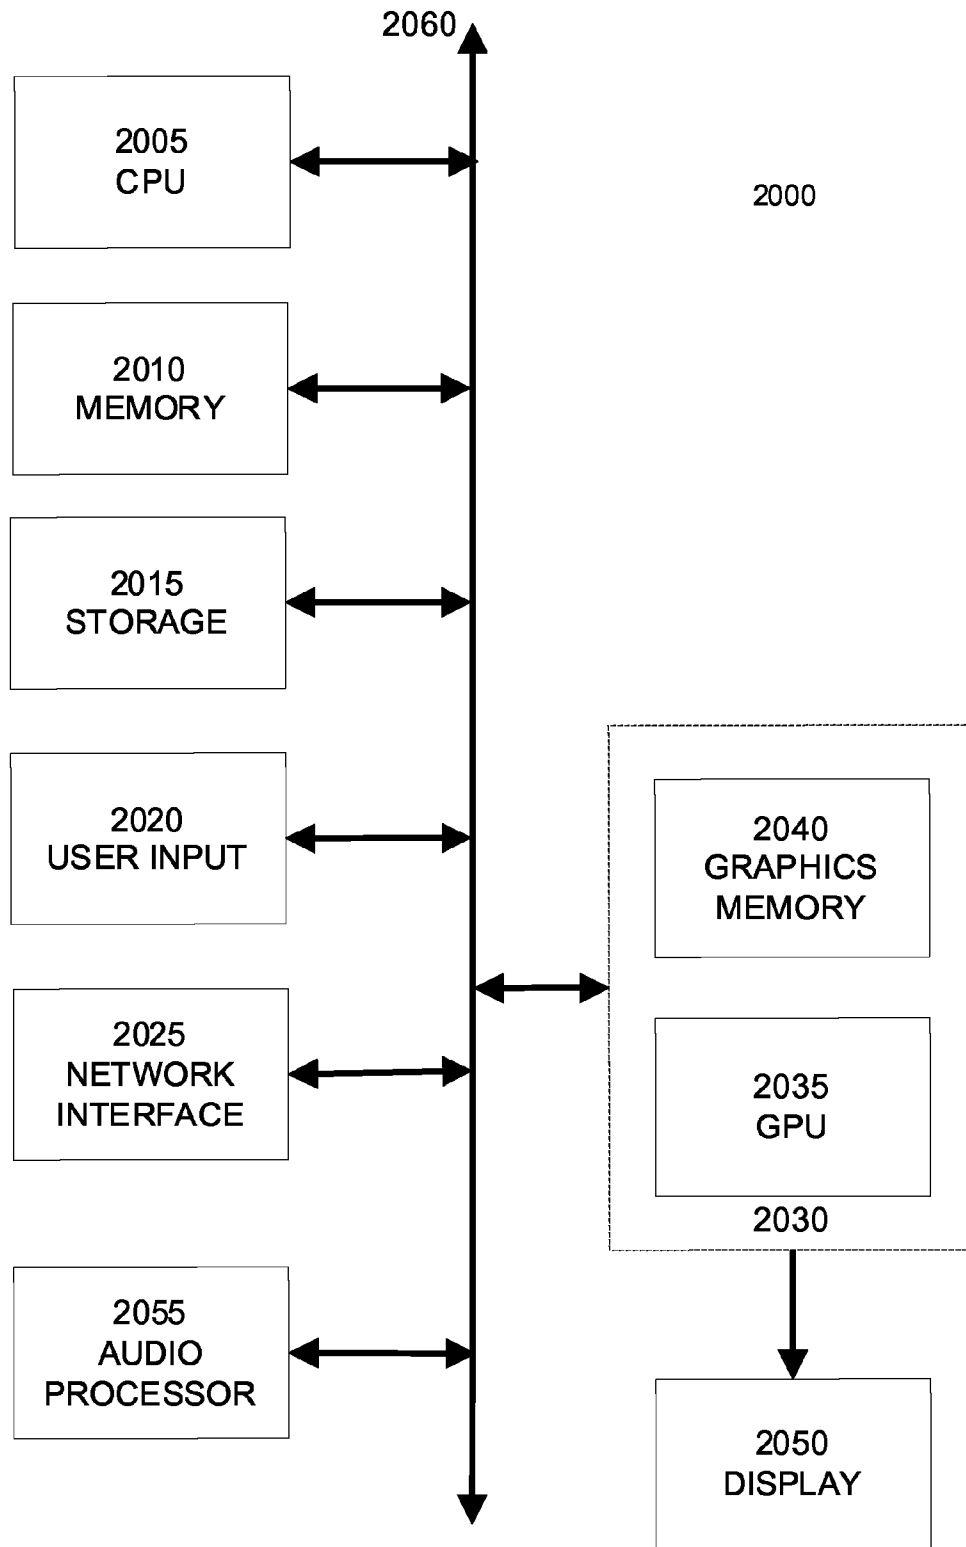 2060
2005
CPU
2000
2010
MEMORY
2015
STORAGE
2020
USER INPUT
2025
NETWORK
INTERFACE
2055
AUDIO
PROCESSOR
2040
GRAPHICS
MEMORY
2035
GPU
2030
2050
DISPLAY